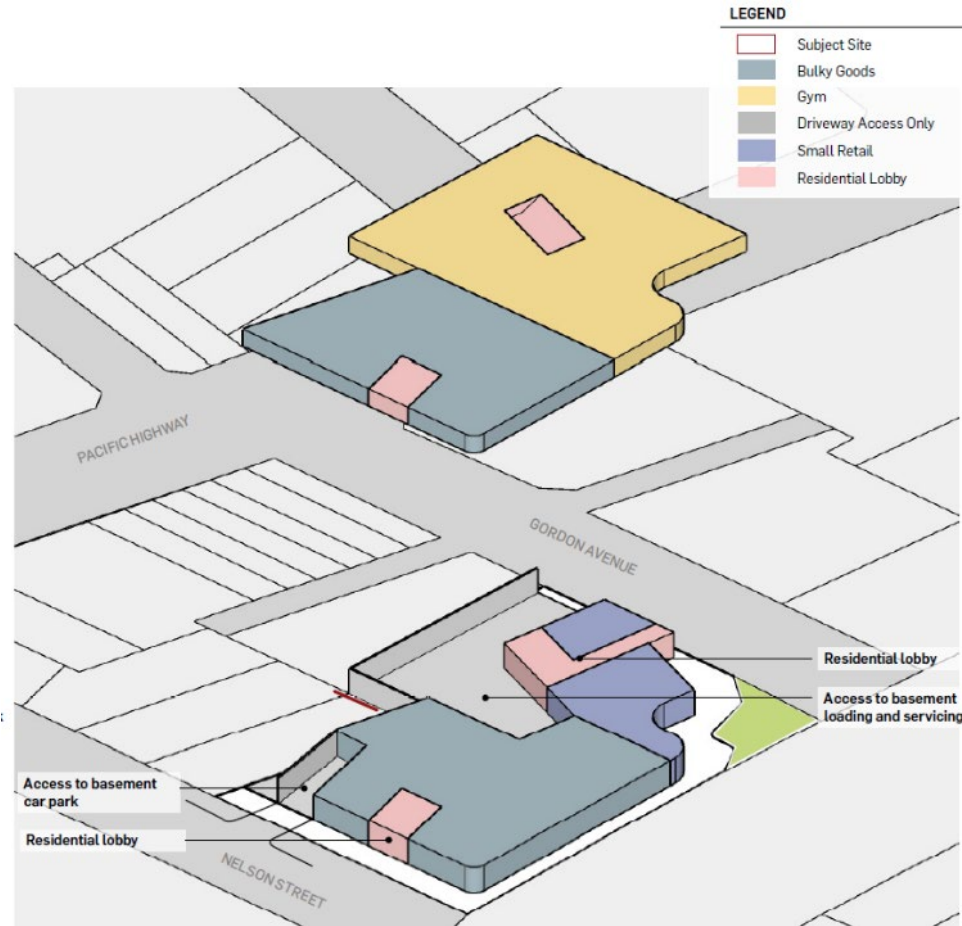 LEGEND
Subject Site
Bulky Goods
Gym
Driveway Access Only
Small Retail
Residential Lobby
PACIFIC HIGHWAY
GORDON AVENUE
Residential lobby
Access to basement
loading and servicing
Access to basement
car park
Residential lobby
NELSON STREET